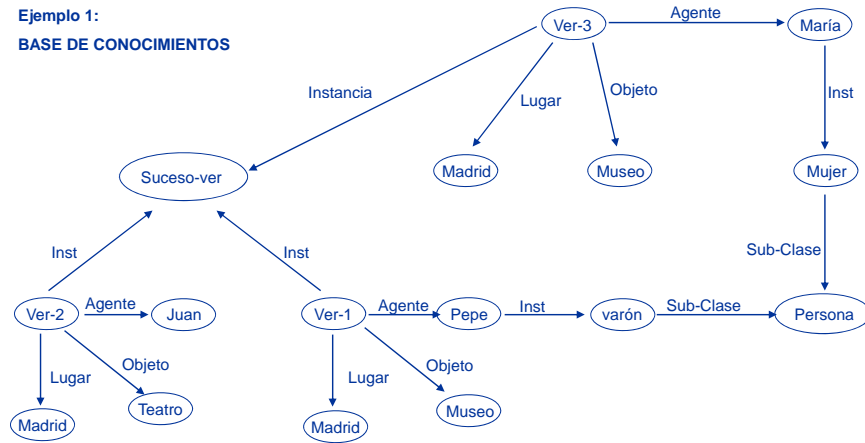 Ejemplo 1:
BASE DE CONOCIMIENTOS
Ver-3
Agente
María
Instancia
Lugar
Objeto
Inst
Madrid
Museo
Mujer
Suceso-ver
Inst
Inst
Sub-Clase
Ver-2
Agente
Juan
Ver-1
Agente
Pepe
Inst
varón
Sub-Clase
Persona
Lugar
Objeto
Lugar
Objeto
Madrid
Teatro
Madrid
Museo